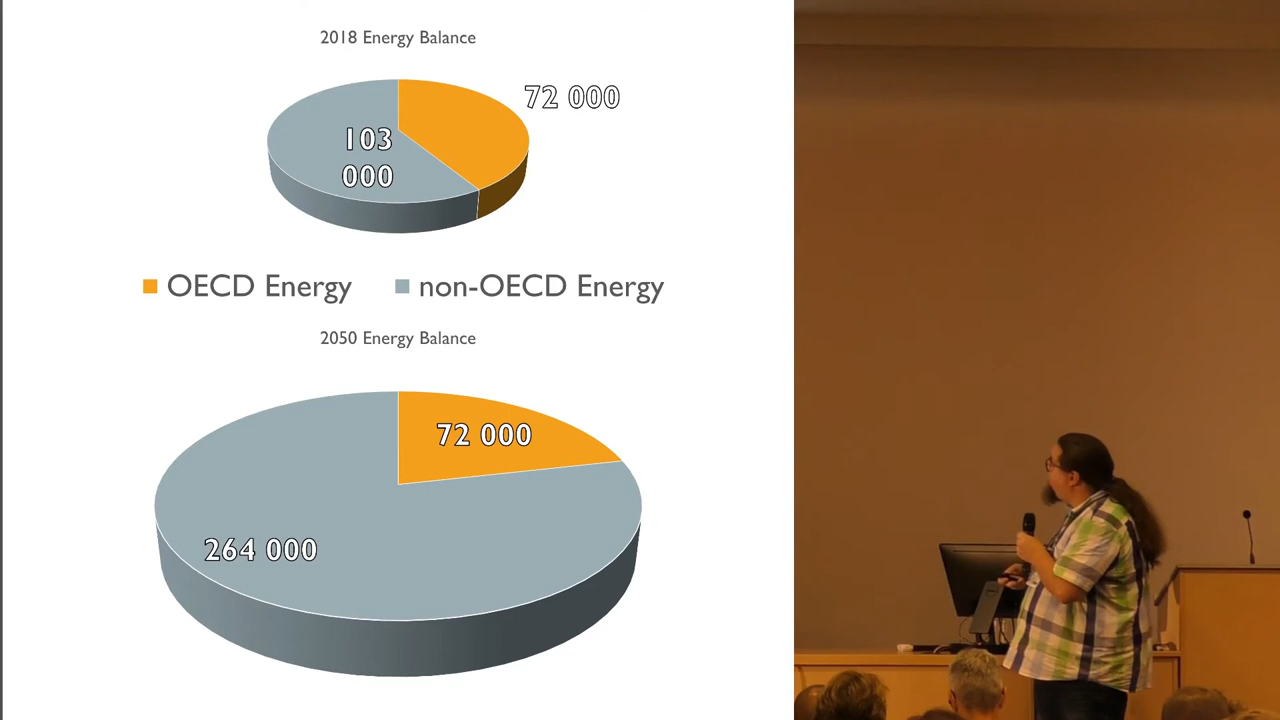 2018 Energy Balance
72 000
103
000
OECD Energy
non-OECD Energy
2050 Energy Balance
72 000
264 000